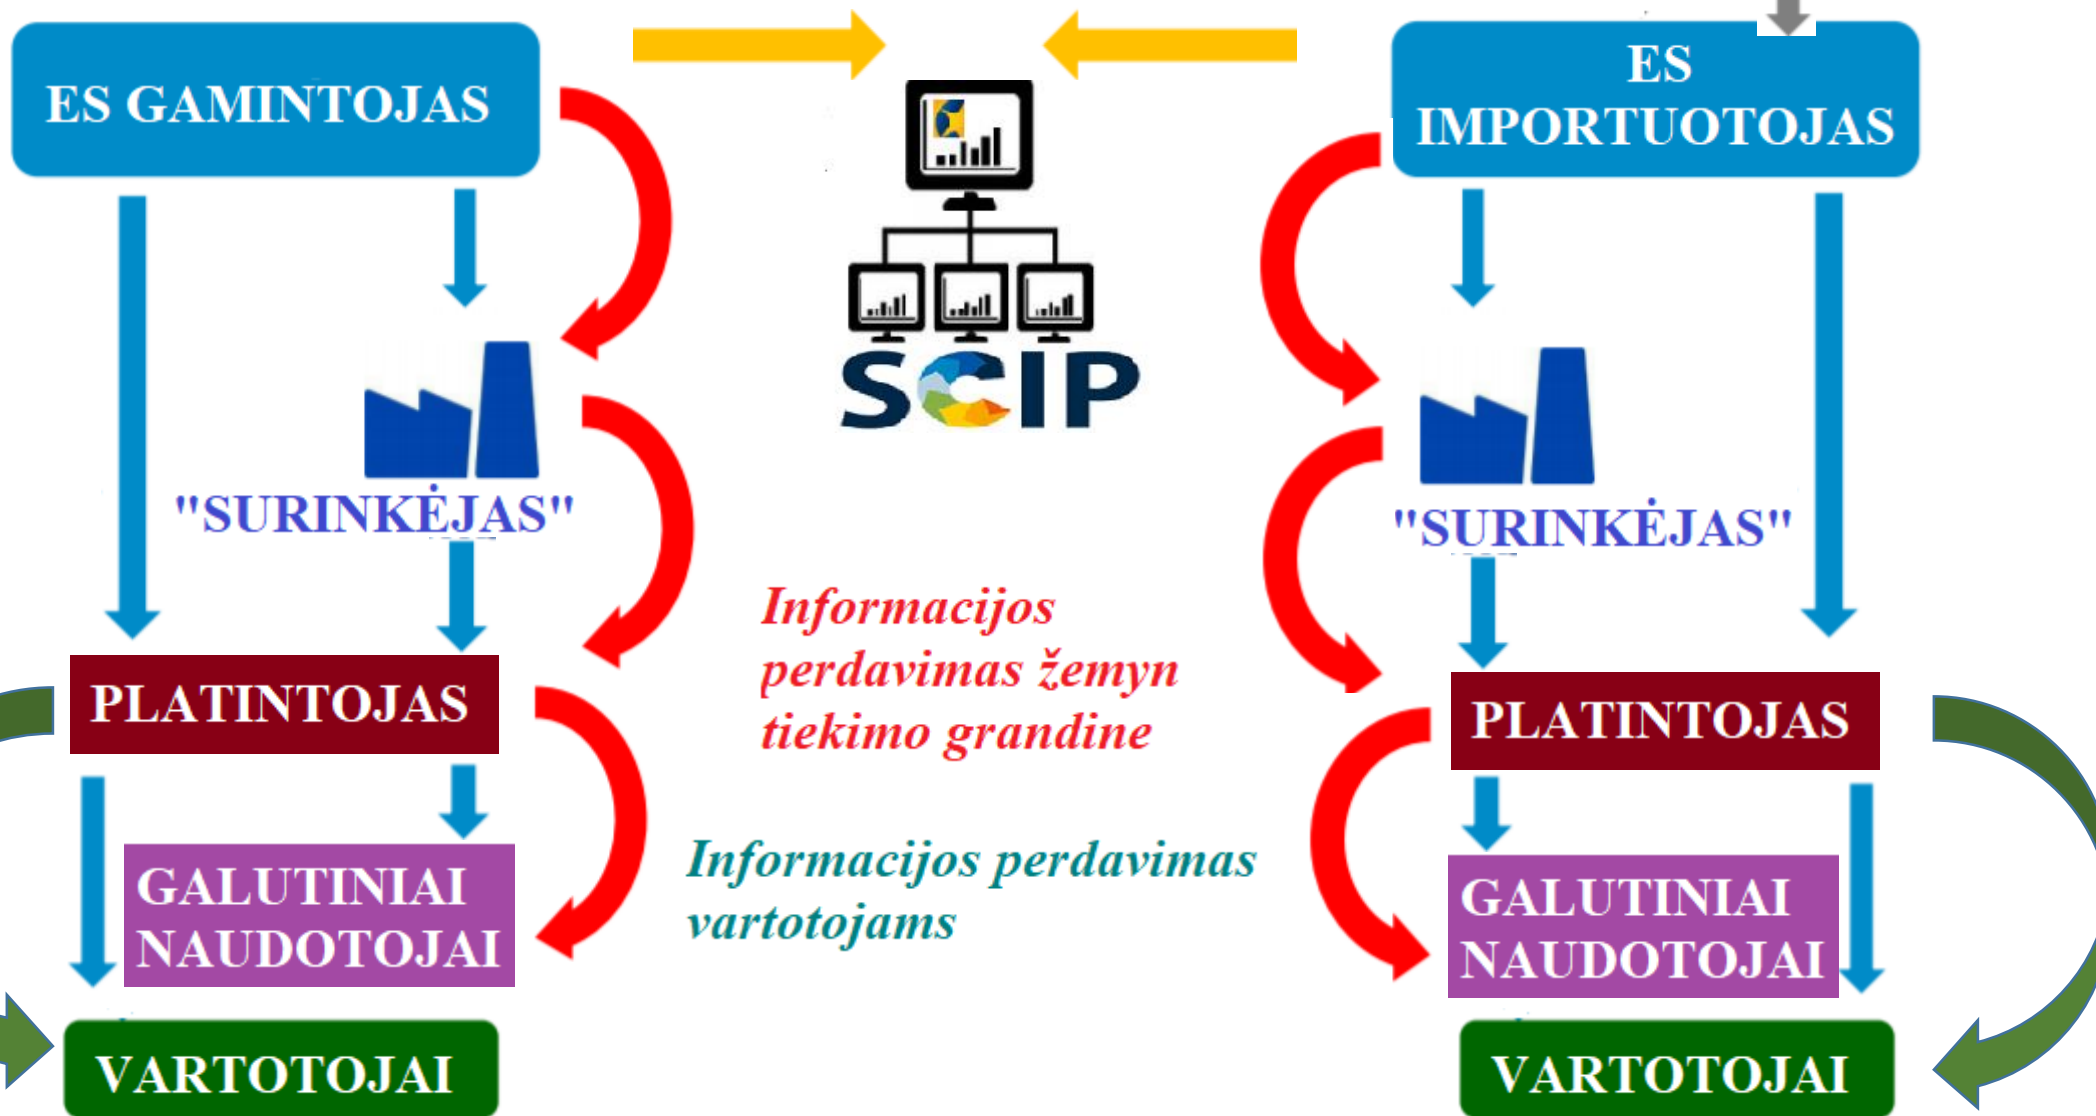 ES GAMINTOJAS
ES
IMPORTUOTOJAS
SCIP
"SURINKĖJAS"
"SURINKĖJAS"
Informacijos
perdavimas žemyn
tiekimo grandine
PLATINTOJAS
PLATINTOJAS
Informacijos perdavimas
vartotojams
GALUTINIAI
NAUDOTOJAI
GALUTINIAI
NAUDOTOJAI
VARTOTOJAI
VARTOTOJAI